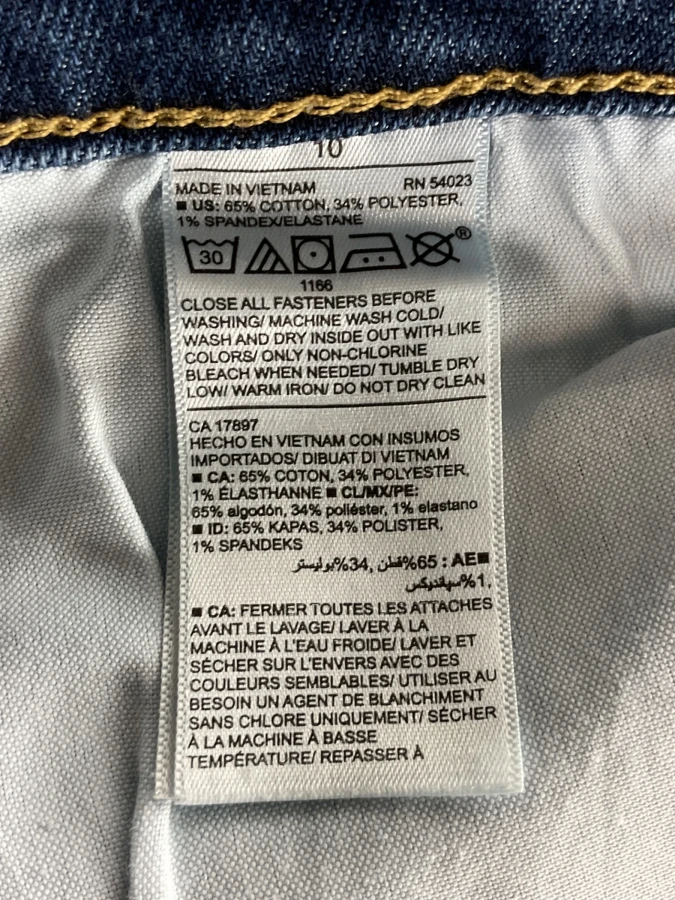 10
MADE IN VIETNAM RN 54023
■ US: 65% COTTON, 34% POLYESTER,
1% SPANDEX/ELASTANE
30
®
1166
CLOSE ALL FASTENERS BEFORE
WASHING/ MACHINE WASH COLD/
WASH AND DRY INSIDE OUT WITH LIKE
COLORS/ ONLY NON-CHLORINE
BLEACH WHEN NEEDED/ TUMBLE DRY
LOW/ WARM IRON/ DO NOT DRY CLEAN
CA 17897
HECHO EN VIETNAM CON INSUMOS
IMPORTADOS/ DIBUAT DI VIETNAM
■ CA: 65% COTON, 34% POLYESTER,
1% ÉLASTHANNE ■ CL/MX/PE:
65% algodón, 34% poliéster, 1% elastano
■ ID: 65% KAPAS, 34% POLISTER,
1% SPANDEKS
■AE : 65%قطن, 34%بوليستر
,1%سباندیکس
■ CA: FERMER TOUTES LES ATTACHES
AVANT LE LAVAGE/ LAVER À LA
MACHINE À L'EAU FROIDE/ LAVER ET
SÉCHER SUR L'ENVERS AVEC DES
COULEURS SEMBLABLES/ UTILISER AU
BESOIN UN AGENT DE BLANCHIMENT
SANS CHLORE UNIQUEMENT/ SÉCHER
À LA MACHINE À BASSE
TEMPÉRATURE/ REPASSER À